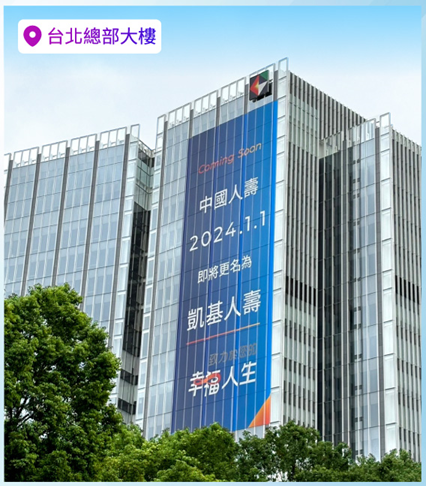 台北總部大樓
Coming Soon
中國人壽
2024.1.1
即將更名為
凱基人壽
幸福人生